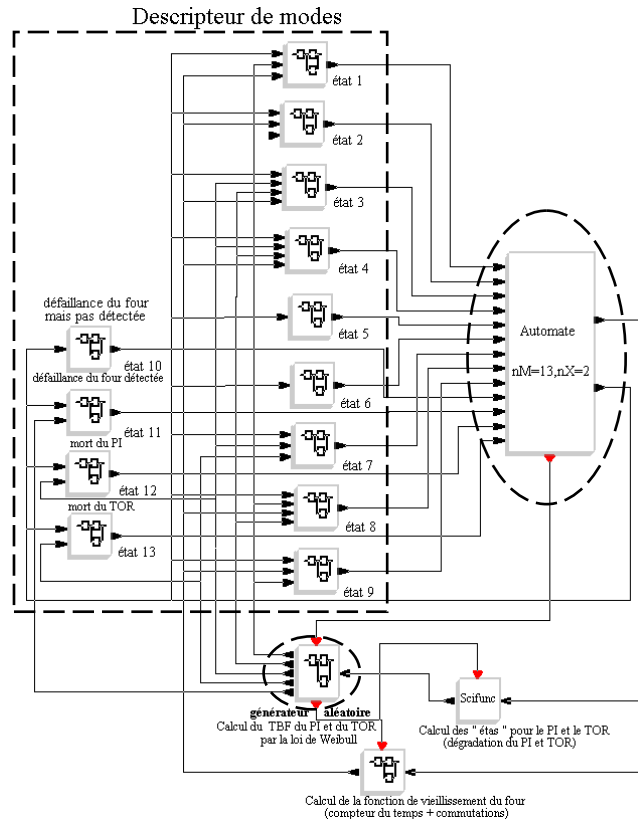 Descripteur de modes
état 1
état 2
état 3
état 4
état 5
état 6
état 7
état 8
état 9
défaillance du four
mais pas détectée
état 10
défaillance du four détectée
état 11
mort du PI
état 12
mort du TOR
état 13
Automate
nM=13,nX=2
générateur aléatoire
Calcul du TBF du PI et du TOR
par la loi de Weibull
Scifunc
Calcul des " étas " pour le PI et le TOR
(dégradation du PI et TOR)
Calcul de la fonction de vieillissement du four
(compteur du temps + commutations)